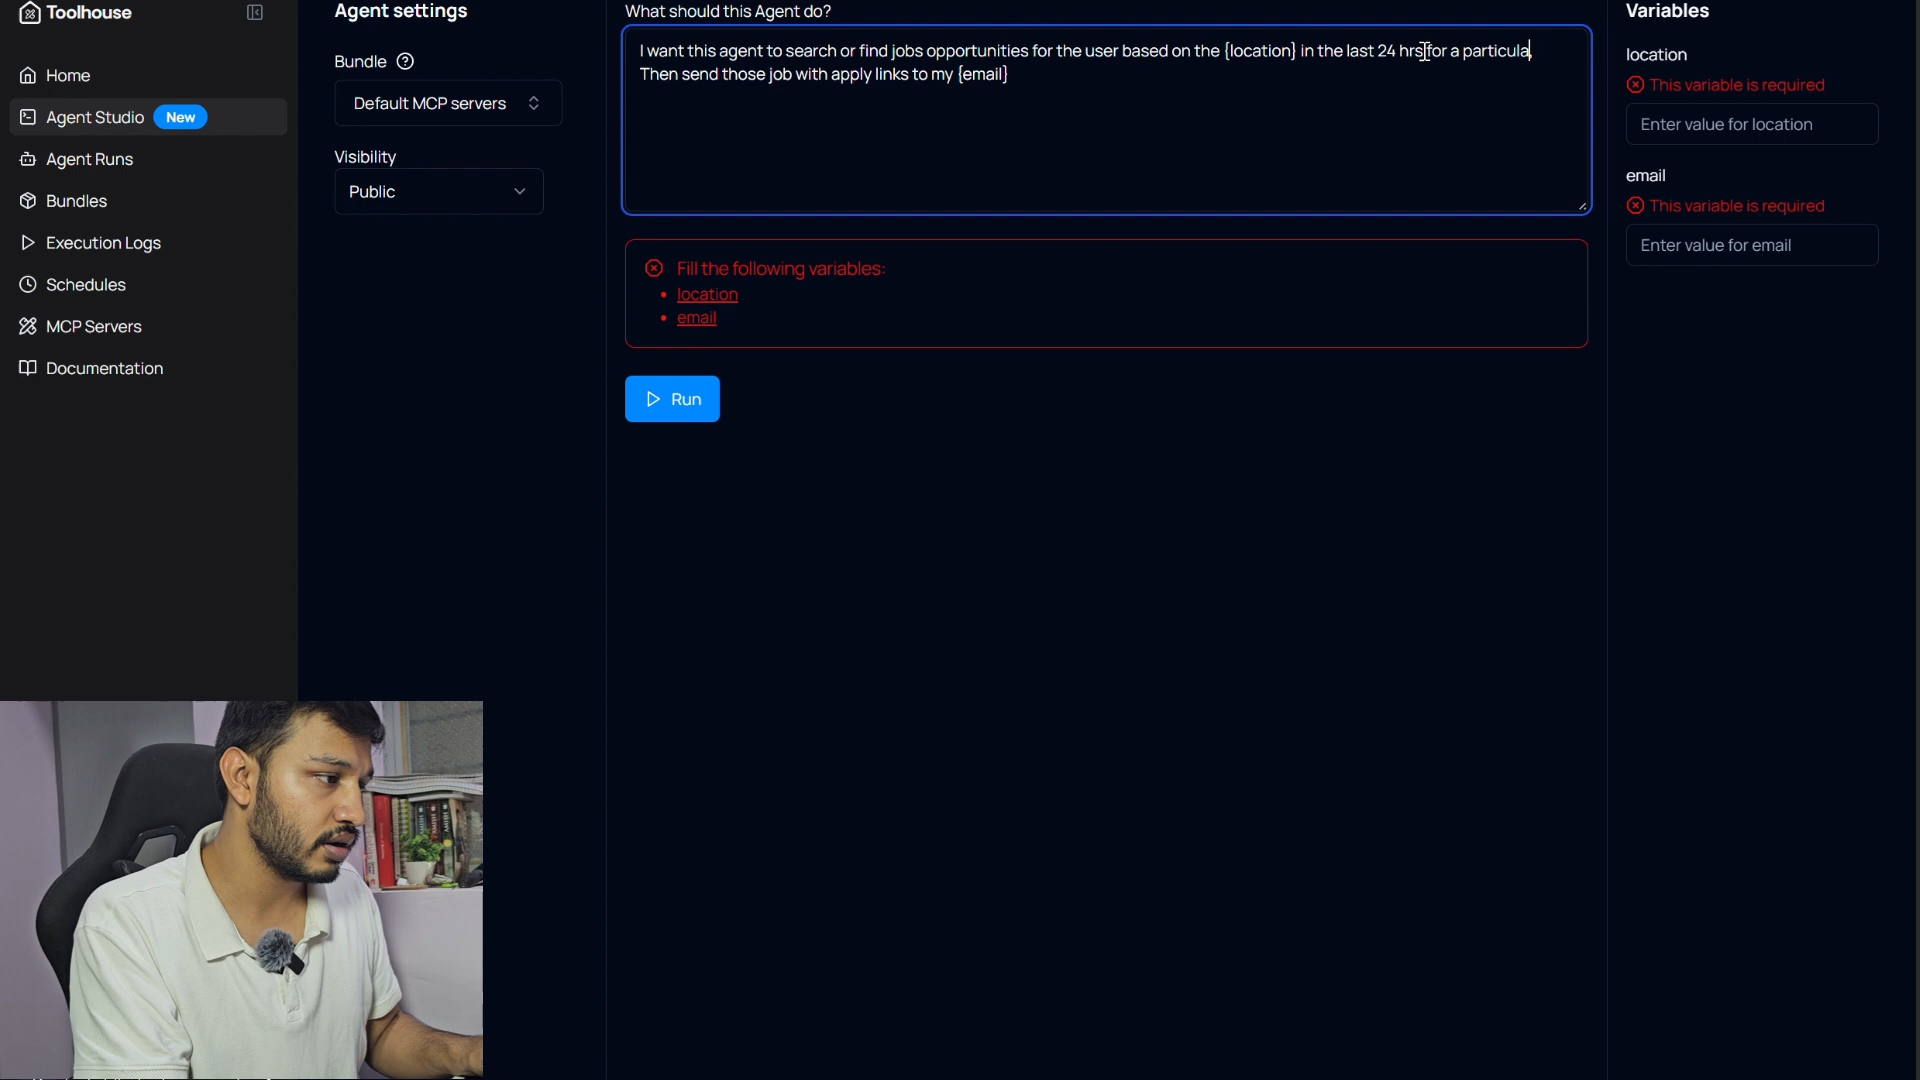 Toolhouse
Home
Agent Studio New
Agent Runs
Bundles
Execution Logs
Schedules
MCP Servers
Documentation
Agent settings
Bundle
Default MCP servers
Visibility
Public
What should this Agent do?
I want this agent to search or find jobs opportunities for the user based on the {location} in the last 24 hrs for a particula,
Then send those job with apply links to my {email}
Fill the following variables:
location
email
Run
Variables
location
This variable is required
Enter value for location
email
This variable is required
Enter value for email